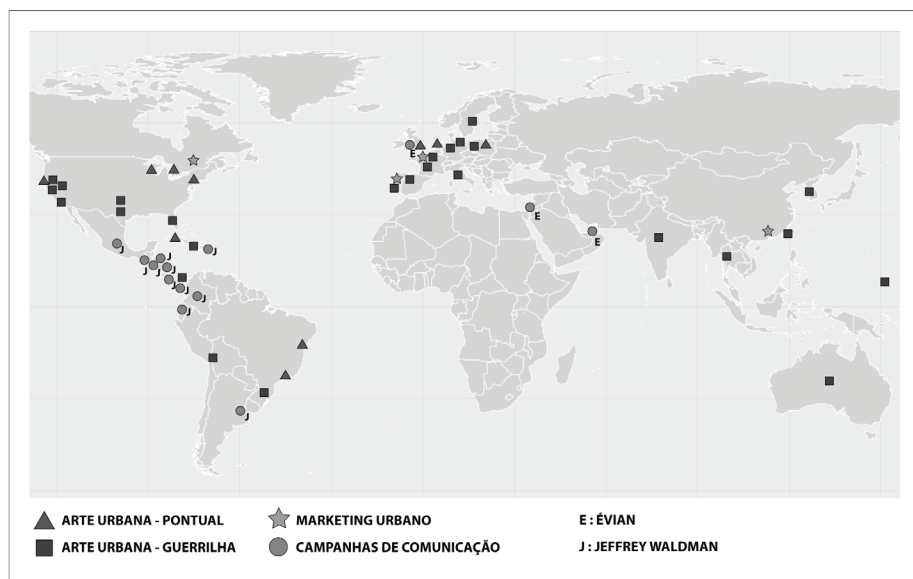 E
E
E
J
J
J
J
J
J
J
J
J
J
J
ARTE URBANA - PONTUAL
MARKETING URBANO
E : ÉVIAN
ARTE URBANA - GUERRILHA
CAMPANHAS DE COMUNICAÇÃO
J : JEFFREY WALDMAN